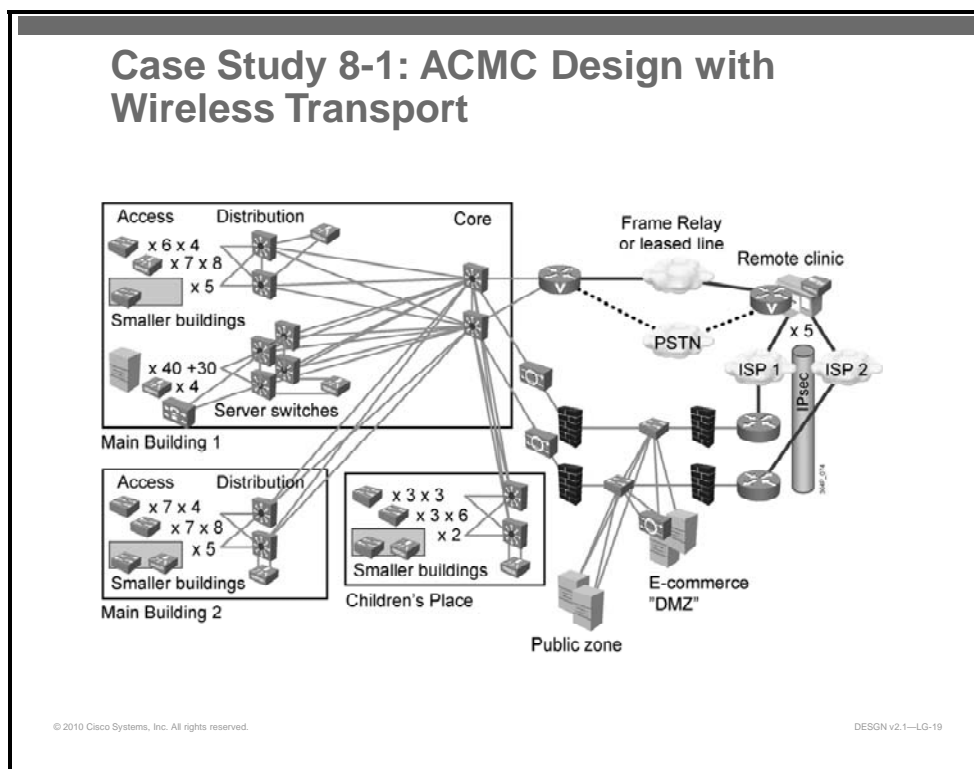 Case Study 8-1: ACMC Design with
Wireless Transport
Access
Distribution
Core
x 6 x 4
x 7 x 8
x 5
Smaller buildings
x 40 +30
x 4
Server switches
Main Building 1
Frame Relay
or leased line
Remote clinic
V
V
PSTN
x 5
ISP 1
ISP 2
IPsec
Access
Distribution
x 7 x 4
x 7 x 8
x 5
Smaller buildings
Main Building 2
x 3 x 3
x 3 x 6
x 2
Smaller buildings
Children's Place
E-commerce
"DMZ"
Public zone
© 2010 Cisco Systems, Inc. All rights reserved.
DESGN v2.1—LG-19